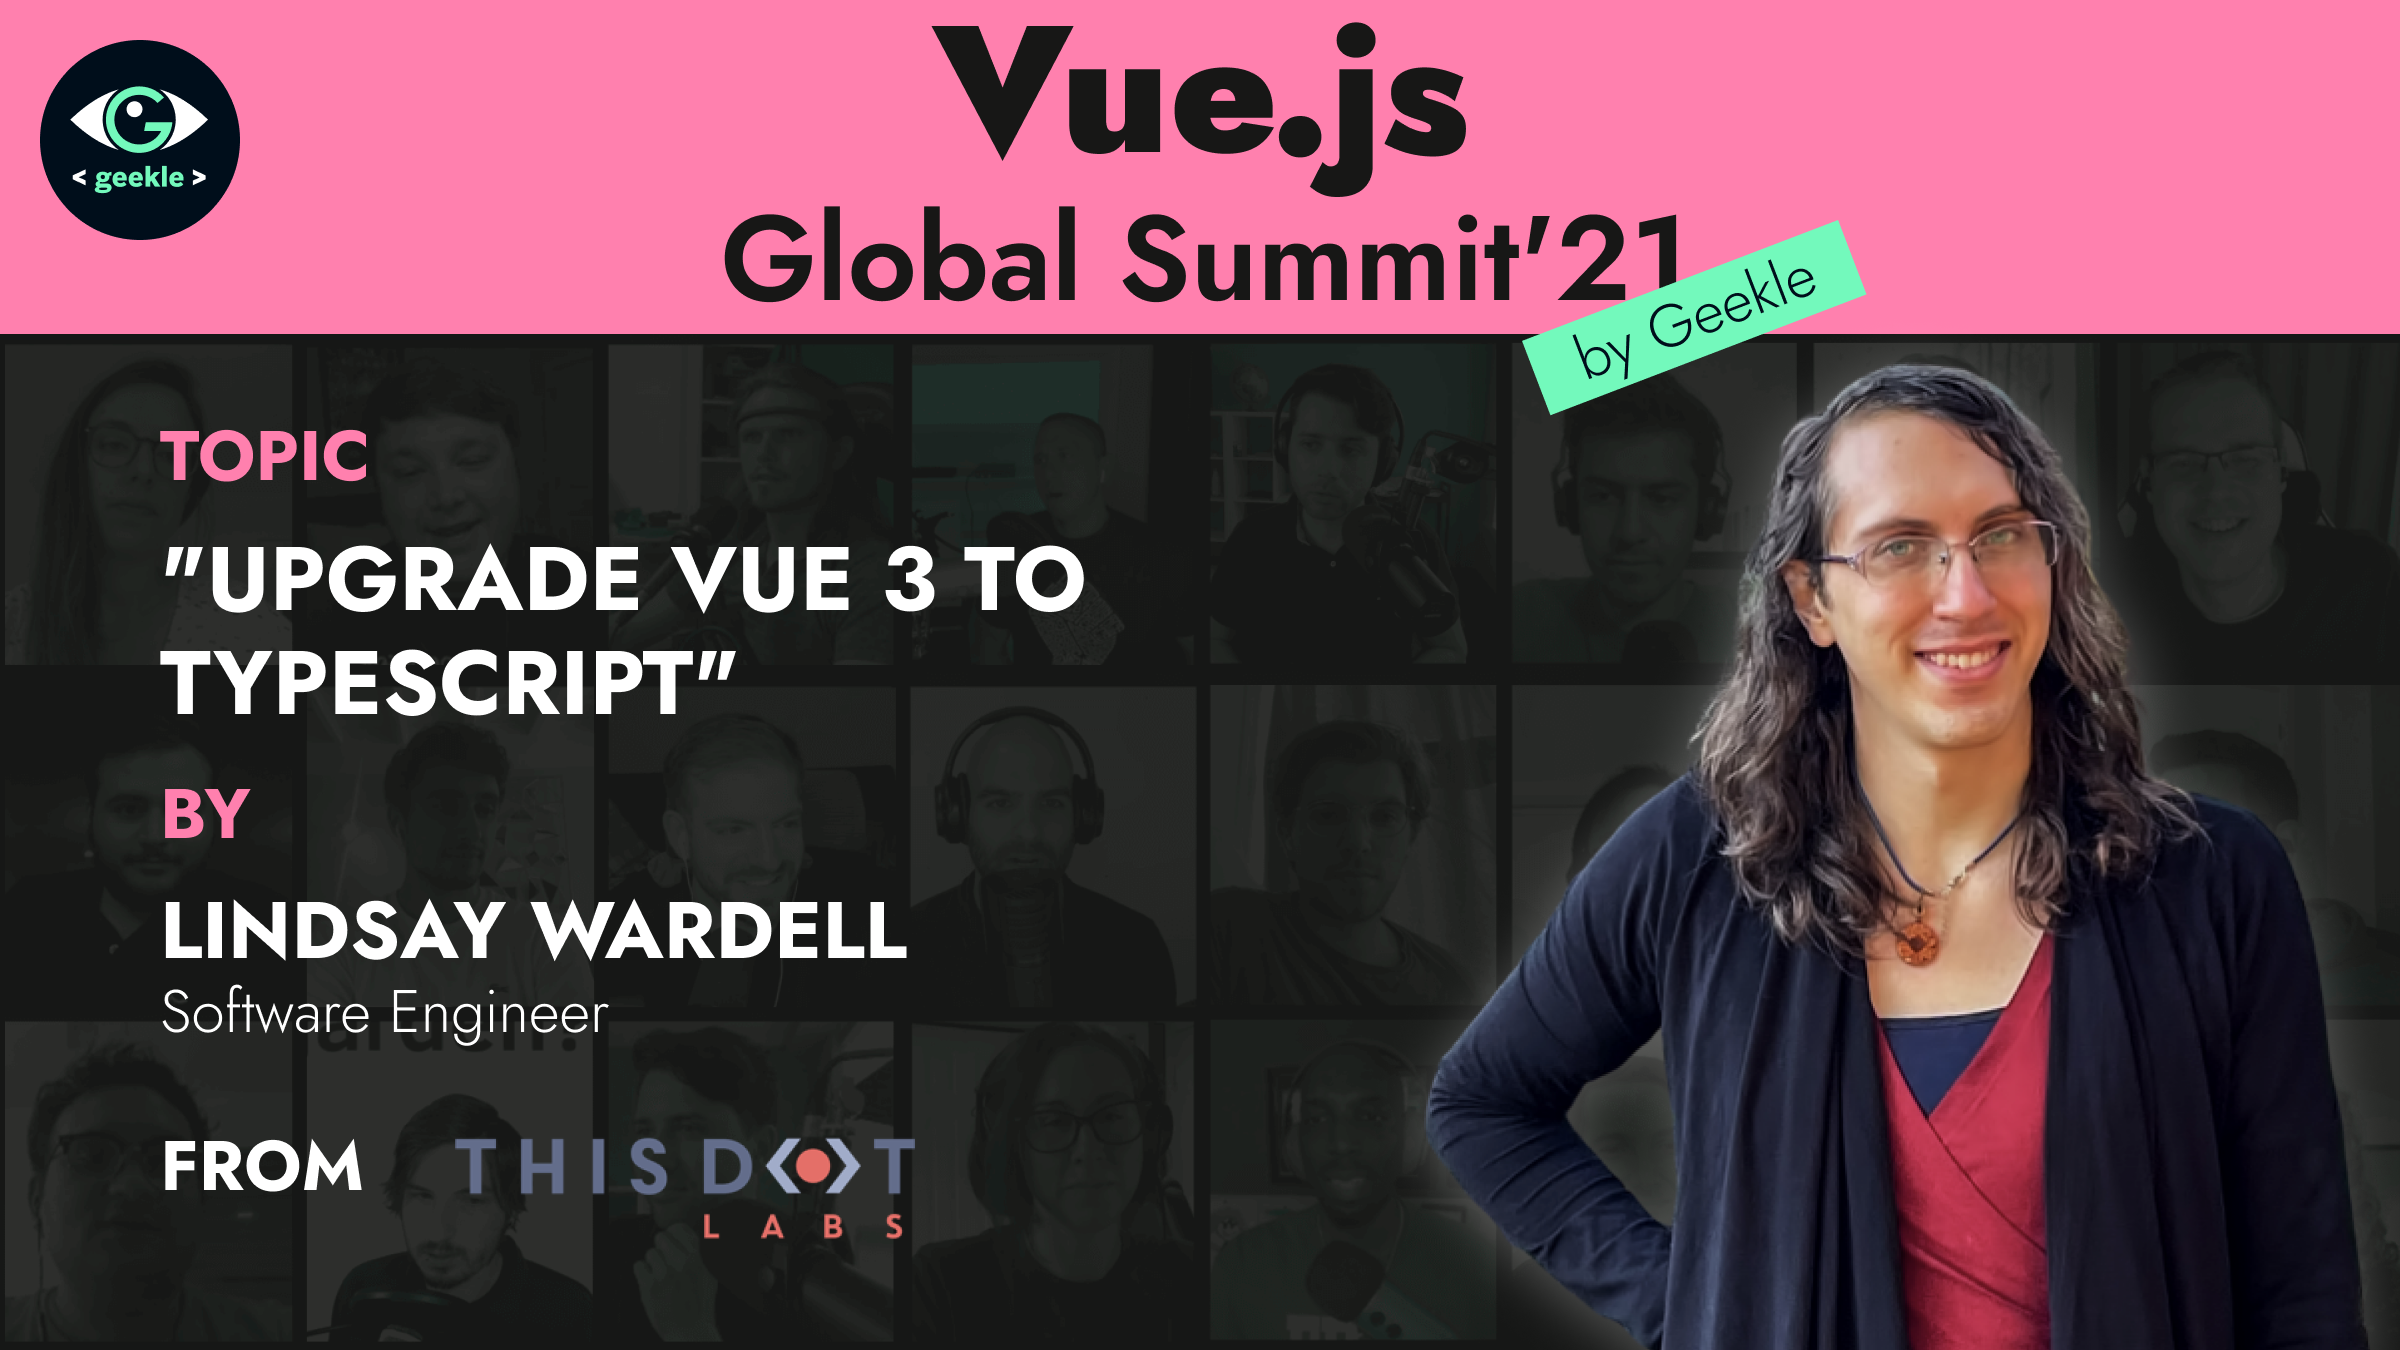 Vue.js
Global Summit'21
by Geekle
< geekle >
TOPIC
"UPGRADE VUE 3 TO
TYPESCRIPT"
BY
LINDSAY WARDELL
Software Engineer
FROM
THIS DOT
LABS